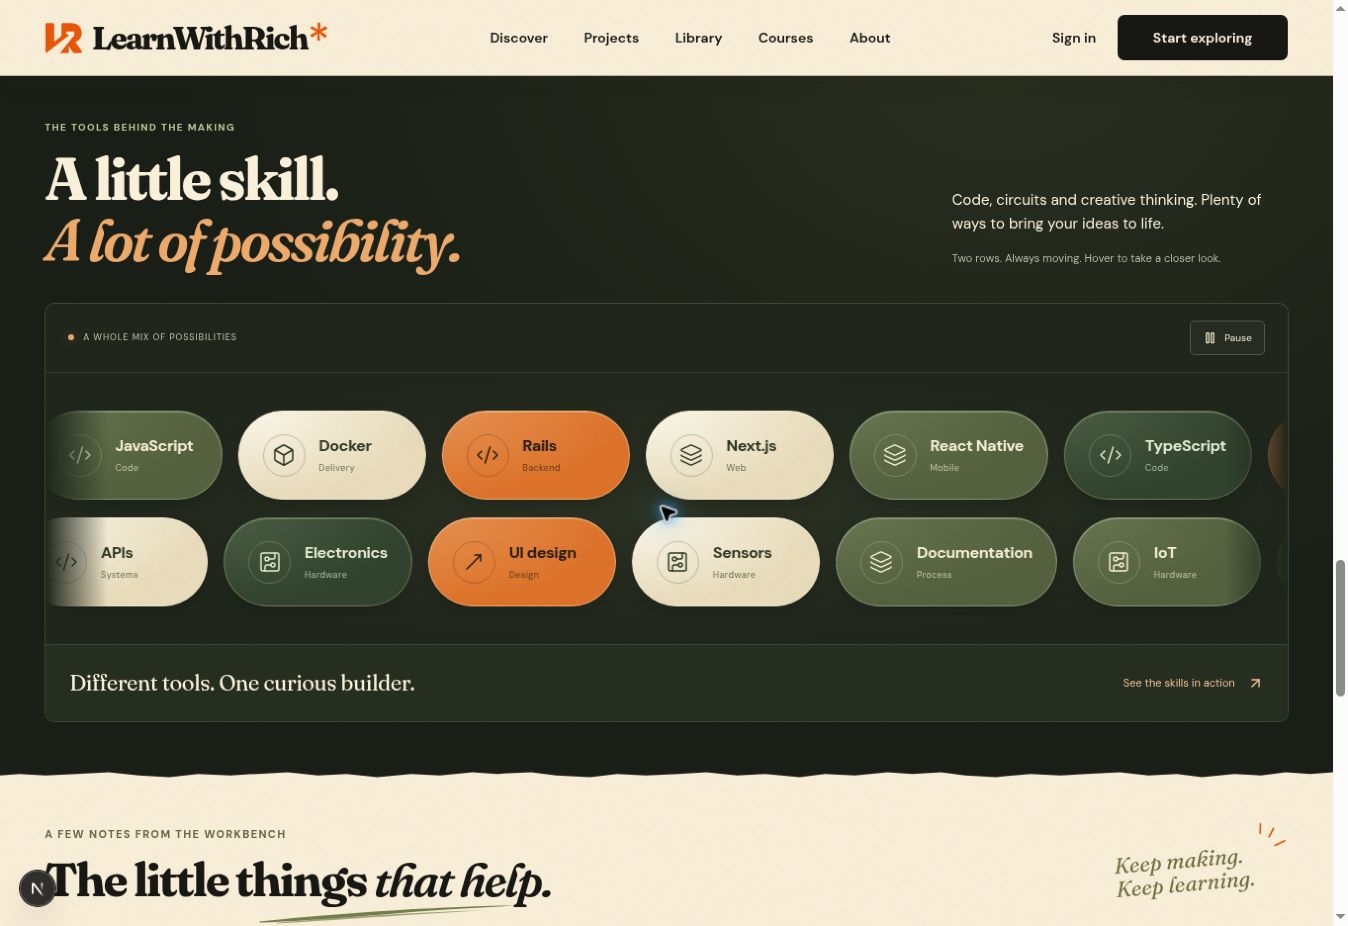 LearnWithRich*
Discover
Projects
Library
Courses
About
Sign in
Start exploring
THE TOOLS BEHIND THE MAKING
A little skill.
A lot of possibility.
Code, circuits and creative thinking. Plenty of
ways to bring your ideas to life.
Two rows. Always moving. Hover to take a closer look.
A WHOLE MIX OF POSSIBILITIES
Pause
JavaScript
Code
Docker
Delivery
Rails
Backend
Next.js
Web
React Native
Mobile
TypeScript
Code
APIs
Systems
Electronics
Hardware
UI design
Design
Sensors
Hardware
Documentation
Process
IoT
Hardware
Different tools. One curious builder.
See the skills in action
A FEW NOTES FROM THE WORKBENCH
The little things that help.
Keep making.
Keep learning.
N